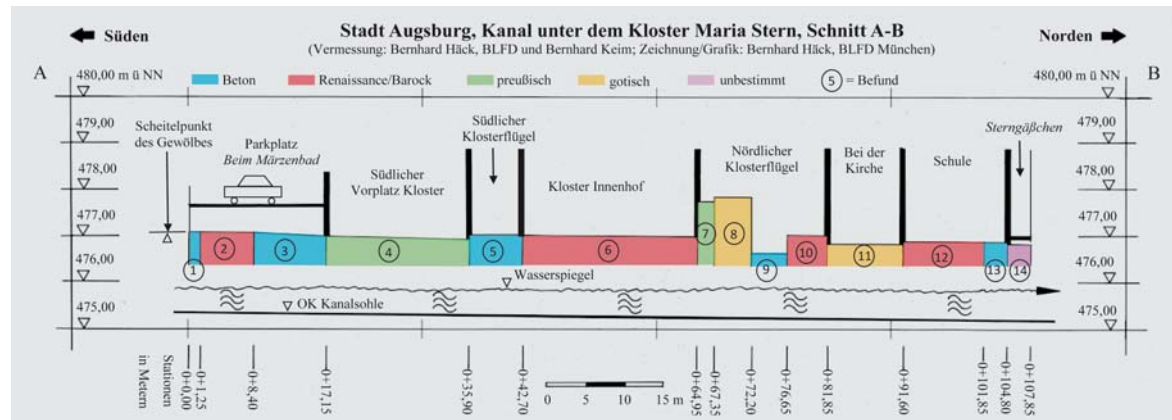 Süden
Stadt Augsburg, Kanal unter dem Kloster Maria Stern, Schnitt A-B
(Vermessung: Bernhard Häck, BLFD und Bernhard Keim; Zeichnung/Grafik: Bernhard Häck, BLFD München)
Norden
A
B
480,00 m ü NN
Beton
Renaissance/Barock
preußisch
gotisch
unbestimmt
5 = Befund
480,00 m ü NN
479,00
478,00
477,00
476,00
475,00
Scheitelpunkt
des Gewölbes
Parkplatz
Beim Märzenbad
Südlicher
Vorplatz Kloster
Südlicher
Klosterflügel
Kloster Innenhof
Nördlicher
Klosterflügel
Bei der
Kirche
Schule
Sterngäßchen
479,00
478,00
477,00
476,00
475,00
1
2
3
4
5
6
7
8
9
10
11
12
13
14
Wasserspiegel
OK Kanalsohle
Stationen
in Metern
0+0,00
0+1,25
0+8,40
0+17,15
0+35,90
0+42,70
0+64,95
0+67,35
0+72,20
0+76,65
0+81,85
0+91,60
0+101,85
0+104,80
0+107,85
0 5 10 15 m